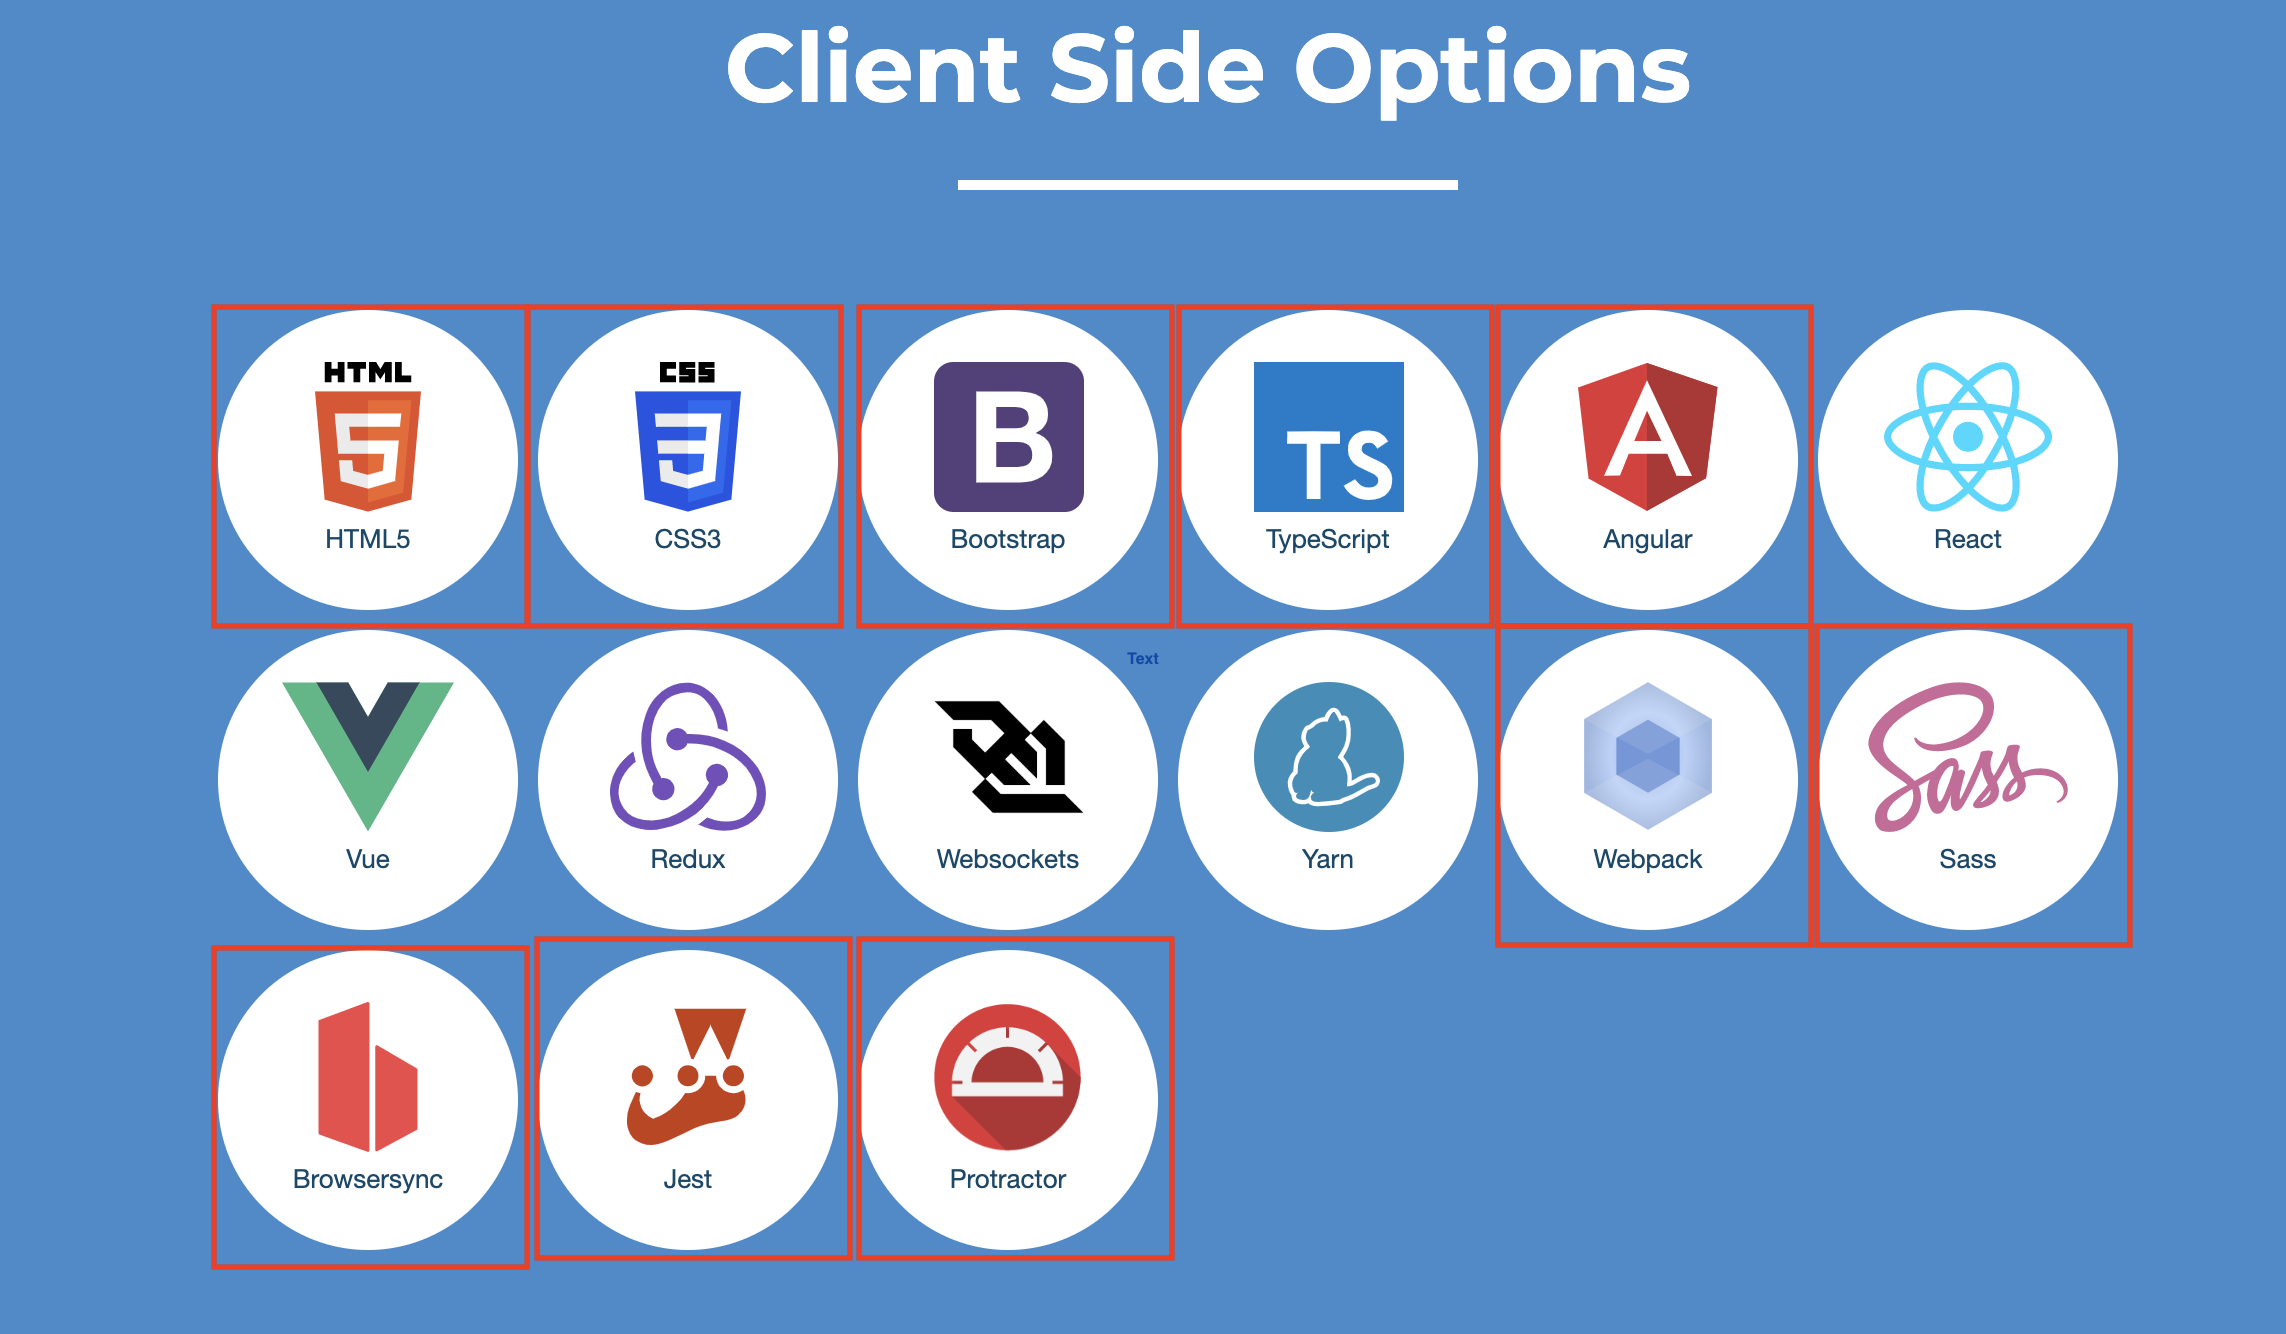 Client Side Options
HTML
CSS
B
TS
A
HTML5
CSS3
Bootstrap
TypeScript
Angular
React
Text
Sass
Vue
Redux
Websockets
Yarn
Webpack
Sass
Browsersync
Jest
Protractor